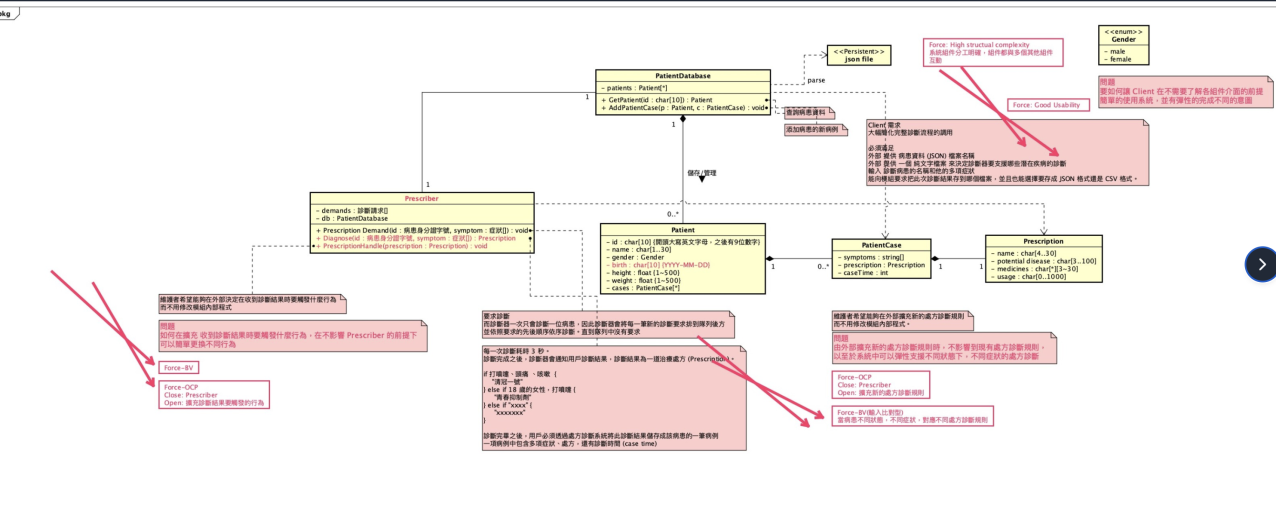 pkg
<<Persistent>>
json file
parse
PatientDatabase
- patients : Patient[*]
+ GetPatient(id : char[10]) : Patient
+ AddPatientCase(p : Patient, c : PatientCase) : void
查詢病患資料
添加病患的新病例
1
1
儲存/管理
0..*
1
Force: High structual complexity
系統組件分工明確，組件都與多個其他組件
互動
<<enum>>
Gender
- male
- female
問題
要如何讓 Client 在不需要了解各組件介面的前提
簡單的使用系統，並有彈性的完成不同的意圖
Force: Good Usability
Client 需求
大幅簡化完整診斷流程的調用
必須滿足
外部 提供 病患資料 (JSON) 檔案名稱
外部 提供 一個 純文字檔案 來決定診斷器要支援哪些潛在疾病的診斷
輸入 診斷病患的名稱和他的多項症狀
能向模組要求把此次診斷結果存到哪個檔案，並且也能選擇要存成 JSON 格式還是 CSV 格式。
Prescriber
- demands : 診斷請求[]
- db : PatientDatabase
+ Prescription Demand(id : 病患身分證字號, symptom : 症狀[]) : void
+ Diagnose(id : 病患身分證字號, symptom : 症狀[]) : Prescription
+ PrescriptionHandle(prescription : Prescription) : void
Patient
- id : char[10] (開頭大寫英文字母，之後有9位數字)
- name : char[1..30]
- gender : Gender
- birth : char[10] (YYYY-MM-DD)
- height : float (1~500)
- weight : float (1~500)
- cases : PatientCase[*]
1
0..*
PatientCase
- symptoms : string[]
- prescription : Prescription
- caseTime : int
1
1
Prescription
- name : char[4..30]
- potential disease : char[3..100]
- medicines : char[*][3~30]
- usage : char[0..1000]
維護者希望能夠在外部決定在收到診斷結果時要觸發什麼行為
而不用修改模組內部程式
問題
如何在擴充 收到診斷結果時要觸發什麼行為，在不影響 Prescriber 的前提下
可以簡單更換不同行為
Force-BV
Force-OCP
Close: Prescriber
Open: 擴充診斷結果要觸發的行為
要求診斷
而診斷器一次只會診斷一位病患，因此診斷器會將每一筆新的診斷要求排到隊列後方
並依照要求的先後順序依序診斷。直到隊列中沒有要求
每一次診斷耗時 3 秒。
診斷完成之後，診斷器會通知用戶診斷結果，診斷結果為一道治療處方 (Prescription)。
if 打噴嚏、頭痛 、咳嗽 {
"清冠一號"
} else if 18 歲的女性，打噴嚏 {
"青春抑制劑"
} else if "xxxx" {
"xxxxxxx"
}
診斷完畢之後，用戶必須透過處方診斷系統將此診斷結果儲存成該病患的一筆病例
一項病例中包含多項症狀、處方，還有診斷時間 (case time)
維護者希望能夠在外部擴充新的處方診斷規則
而不用修改模組內部程式。
問題
由外部擴充新的處方診斷規則時，不影響到現有處方診斷規則，
以至於系統中可以彈性支援不同狀態下，不同症狀的處方診斷
Force-OCP
Close: Prescriber
Open: 擴充新的處方診斷規則
Force-BV(輸入比對型)
當病患不同狀態、不同症狀，對應不同處方診斷規則